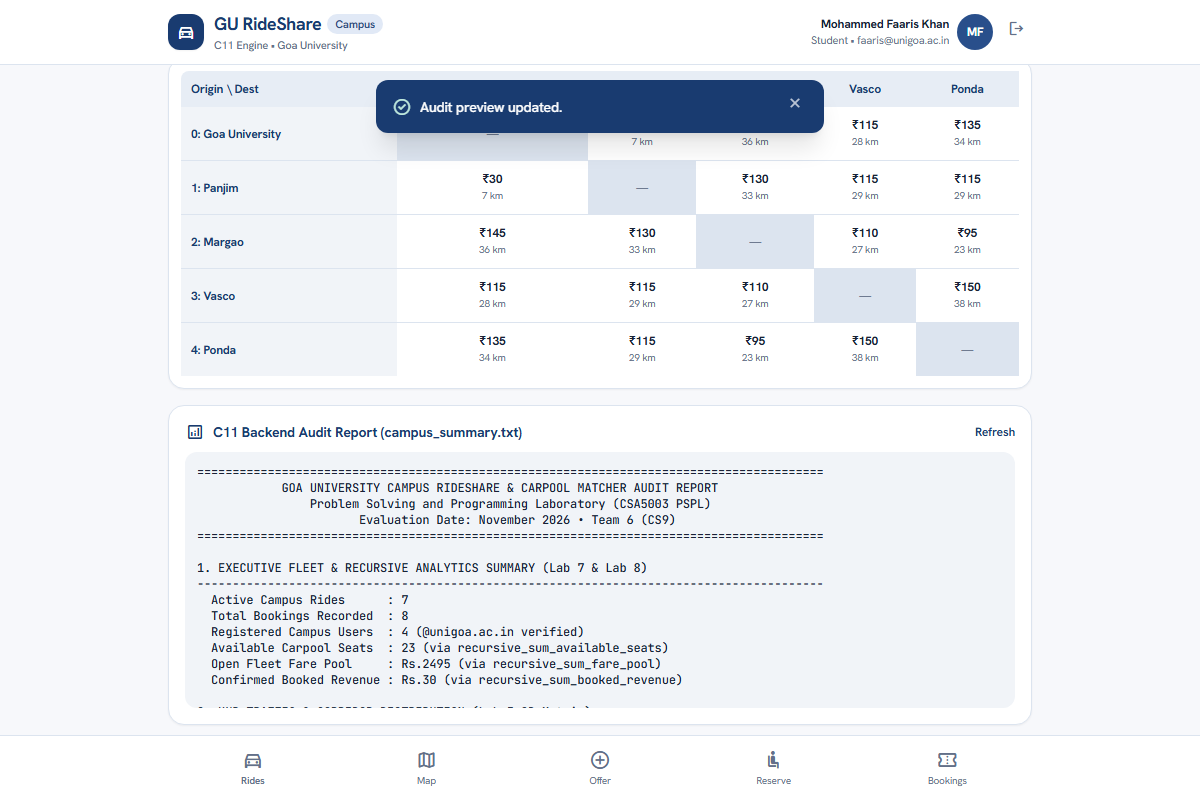 GU RideShare Campus
C11 Engine • Goa University
Mohammed Faaris Khan
Student • faaris@unigoa.ac.in
MF
Audit preview updated.
Origin \ Dest Vasco Ponda
0: Goa University — ₹115 ₹135
7 km 36 km 28 km 34 km
1: Panjim ₹30 — ₹130 ₹115 ₹115
7 km 33 km 29 km 29 km
2: Margao ₹145 ₹130 — ₹110 ₹95
36 km 33 km 27 km 23 km
3: Vasco ₹115 ₹115 ₹110 — ₹150
28 km 29 km 27 km 38 km
4: Ponda ₹135 ₹115 ₹95 ₹150 —
34 km 29 km 23 km 38 km
C11 Backend Audit Report (campus_summary.txt) Refresh
=========================================================================================
GOA UNIVERSITY CAMPUS RIDESHARE & CARPOOL MATCHER AUDIT REPORT
Problem Solving and Programming Laboratory (CSA5003 PSPL)
Evaluation Date: November 2026 • Team 6 (CS9)
=========================================================================================
1. EXECUTIVE FLEET & RECURSIVE ANALYTICS SUMMARY (Lab 7 & Lab 8)
-----------------------------------------------------------------------------------------
Active Campus Rides : 7
Total Bookings Recorded : 8
Registered Campus Users : 4 (@unigoa.ac.in verified)
Available Carpool Seats : 23 (via recursive_sum_available_seats)
Open Fleet Fare Pool : Rs.2495 (via recursive_sum_fare_pool)
Confirmed Booked Revenue : Rs.30 (via recursive_sum_booked_revenue)
Rides Map Offer Reserve Bookings